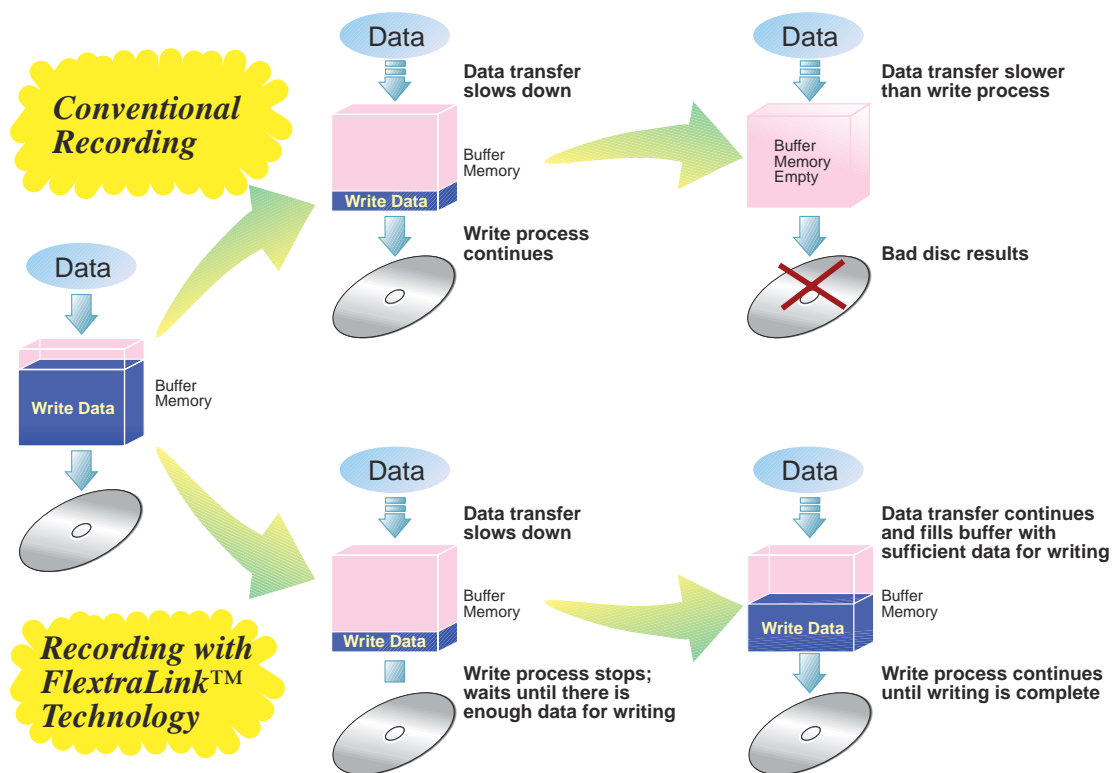 Conventional
Recording
Data
Data transfer
slows down
Buffer
Memory
Write Data
Write process
continues
Data
Data transfer slower
than write process
Buffer
Memory
Empty
Bad disc results
Data
Write Data
Buffer
Memory
Recording with
FlextraLink™
Technology
Data
Data transfer
slows down
Buffer
Memory
Write Data
Write process stops;
waits until there is
enough data for writing
Data
Data transfer continues
and fills buffer with
sufficient data for writing
Buffer
Memory
Write Data
Write process continues
until writing is complete